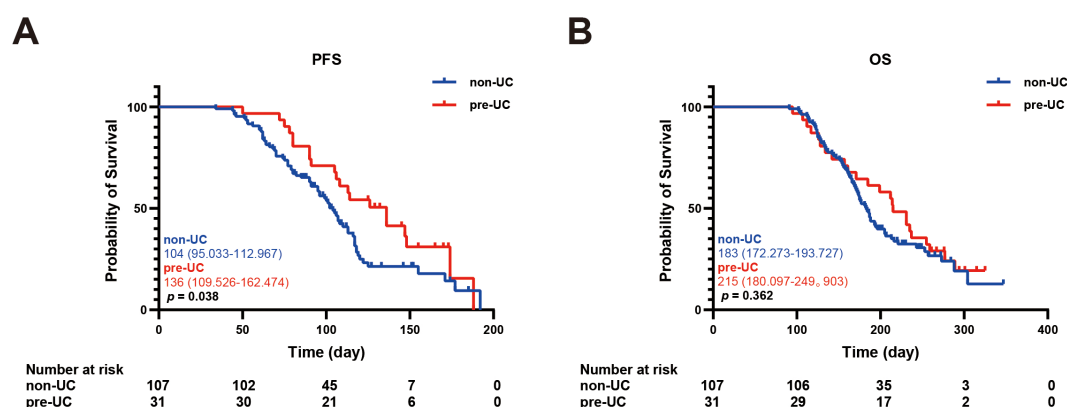 A
PFS
non-UC
pre-UC
Probability of Survival
100
50
0
non-UC
104 (95.033-112.967)
pre-UC
136 (109.526-162.474)
p = 0.038
0 50 100 150 200
Time (day)
Number at risk
non-UC 107 102 45 7 0
pre-UC 31 30 21 6 0
B
OS
non-UC
pre-UC
Probability of Survival
100
50
0
non-UC
183 (172.273-193.727)
pre-UC
215 (180.097-249。903)
p = 0.362
0 100 200 300 400
Time (day)
Number at risk
non-UC 107 106 35 3 0
pre-UC 31 29 17 2 0